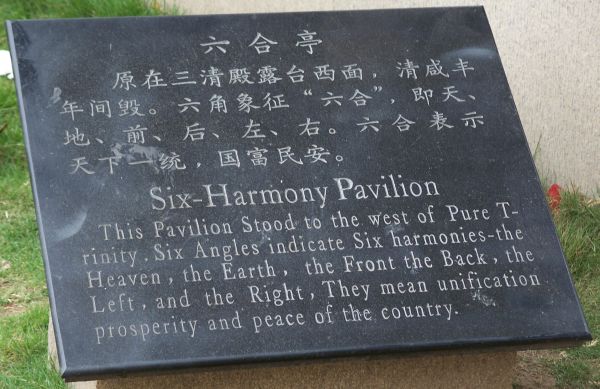 六合亭
原在三清殿露台西面，清咸丰
年间毁。六角象征“六合”，即天、
地、前、后、左、右。六合表示
天下一统，国富民安。
Six-Harmony Pavilion
This Pavilion Stood to the west of Pure T-
rinity. Six Angles indicate Six harmonies-the
Heaven, the Earth, the Front the Back, the
Left, and the Right, They mean unification
prosperity and peace of the country.